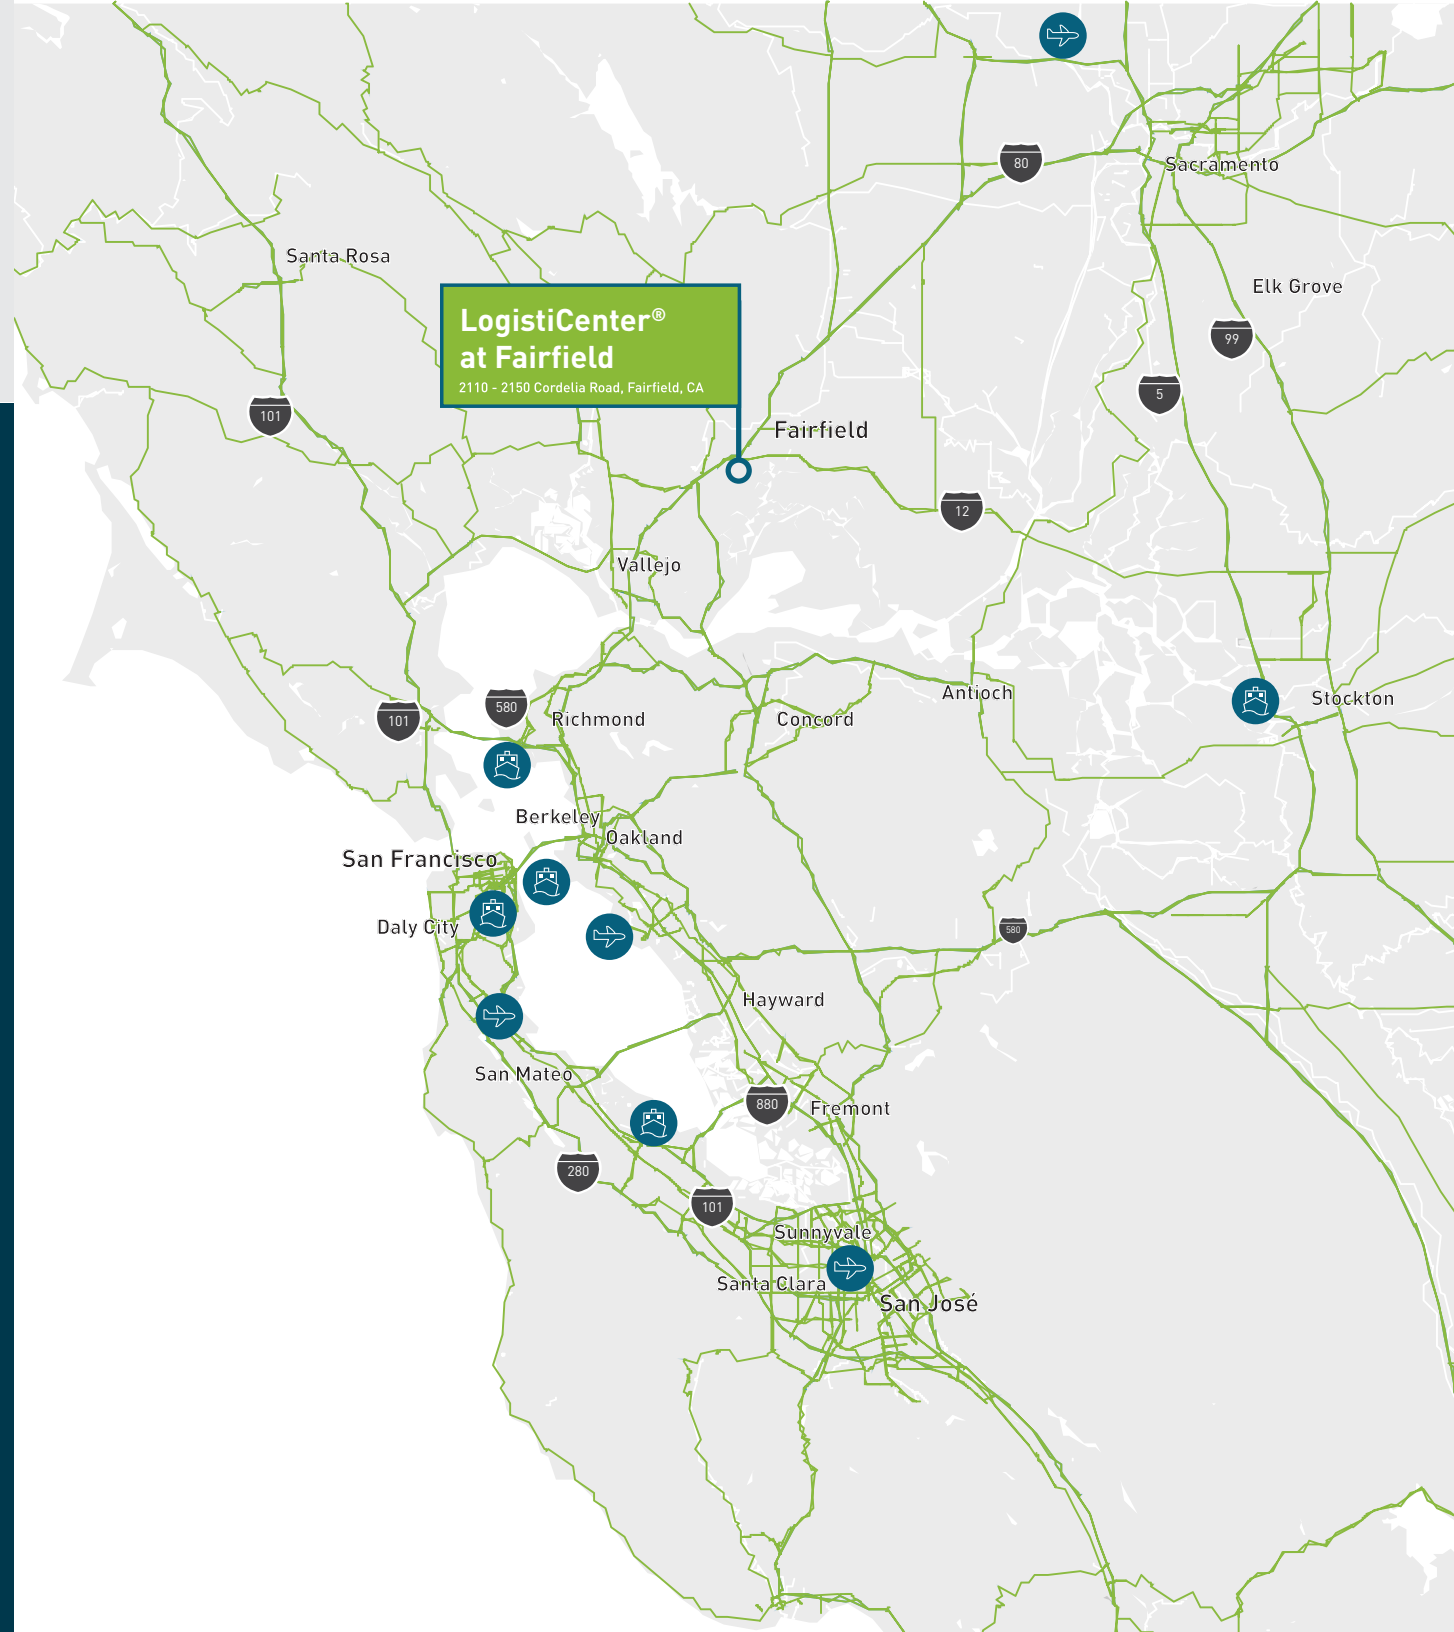 80
Sacramento
Santa Rosa
Elk Grove
LogistiCenter®
at Fairfield
2110 - 2150 Cordelia Road, Fairfield, CA
99
5
101
Fairfield
12
Vallejo
Antioch
Stockton
580
101
Richmond
Concord
Berkeley
Oakland
San Francisco
Daly City
580
Hayward
San Mateo
880
Fremont
280
101
Sunnyvale
Santa Clara
San José